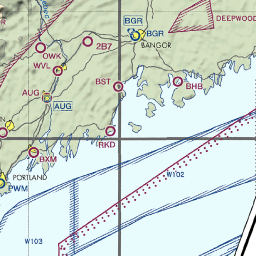 DEEPWOOD
BGR
BGR
BANGOR
2B7
OWK
WVL
BST
BHB
AUG
AUG
RKD
BXM
W102
PORTLAND
PWM
W103